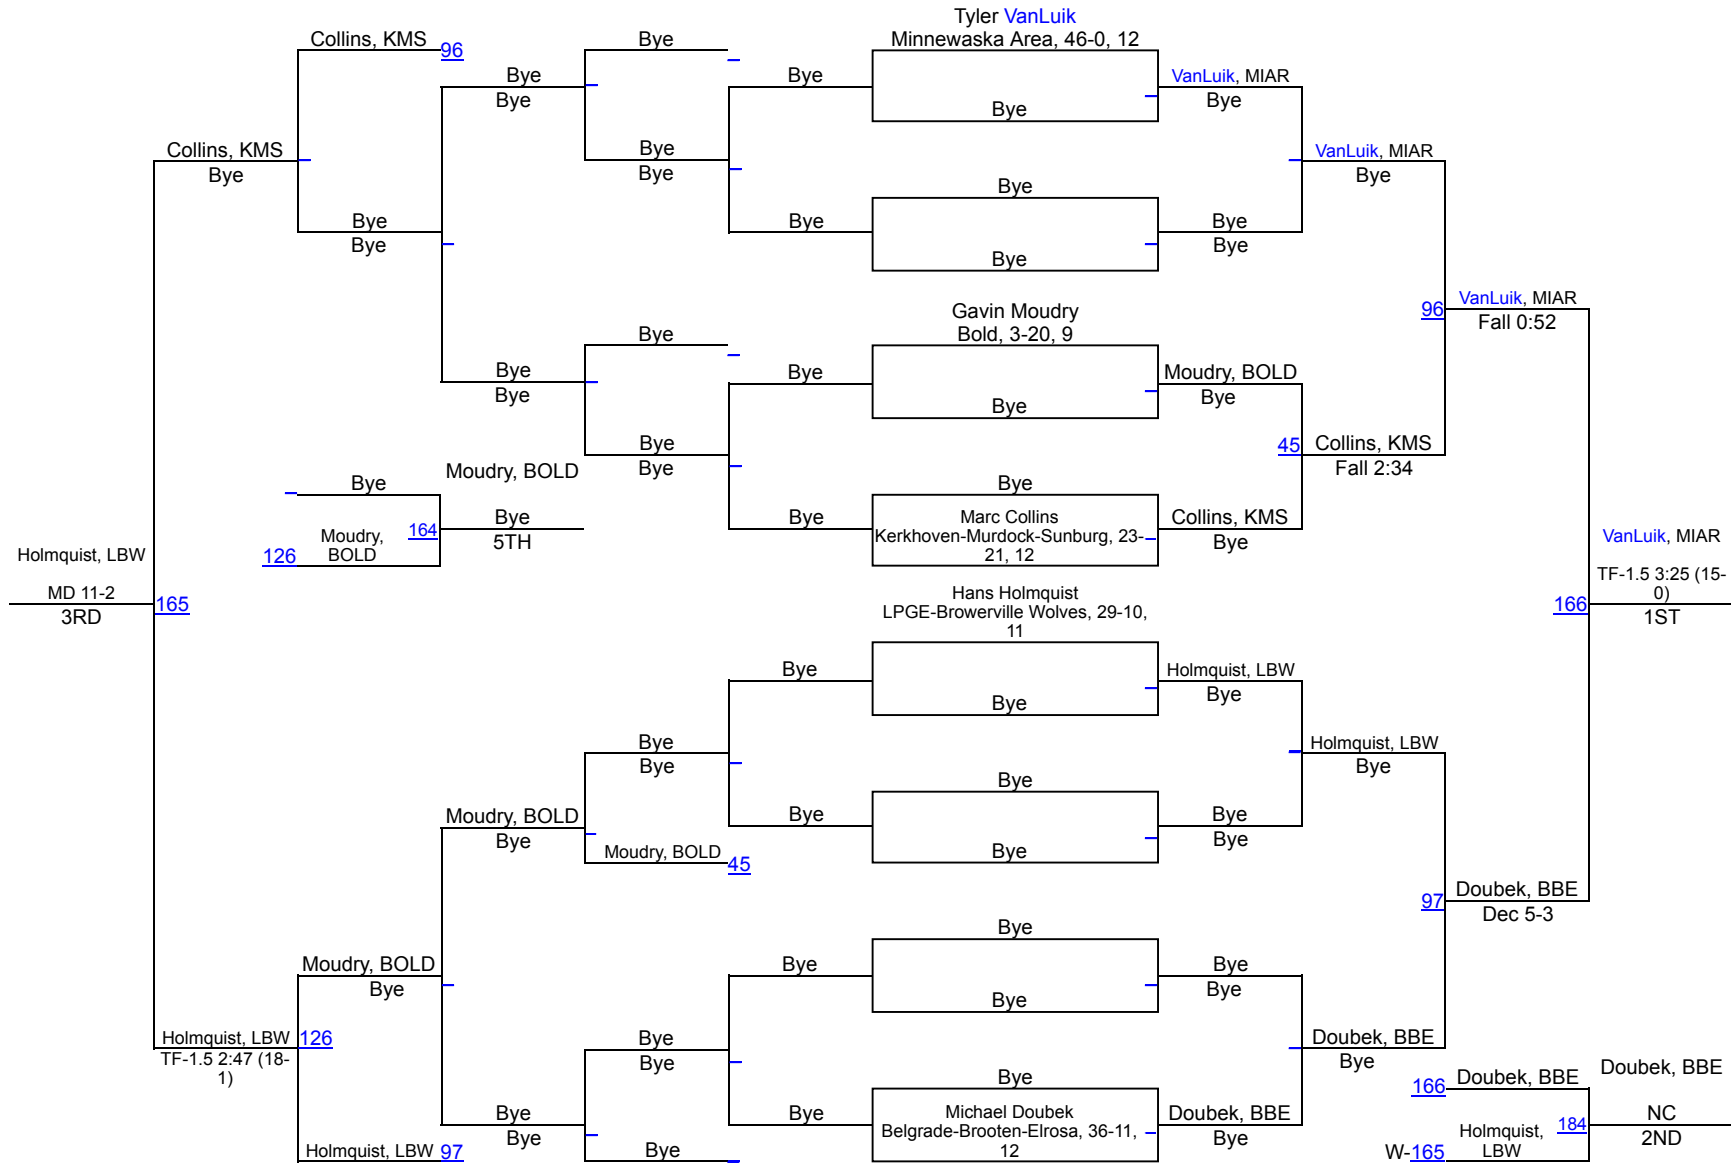 Tyler VanLuik
Minnewaska Area, 46-0, 12
Collins, KMS
96
Bye
Bye
Bye
Bye
Bye
VanLuik, MIAR
Bye
Bye
Collins, KMS
Bye
Bye
Bye
VanLuik, MIAR
Bye
Bye
Bye
Bye
Bye
Bye
Bye
Bye
Bye
Gavin Moudry
Bold, 3-20, 9
96
VanLuik, MIAR
Fall 0:52
Bye
Bye
Bye
Bye
Moudry, BOLD
Bye
Bye
Bye
Bye
45
Collins, KMS
Fall 2:34
Bye
Moudry, BOLD
Bye
Moudry,
BOLD
164
126
Bye
5TH
Bye
Marc Collins
Kerkhoven-Murdock-Sunburg, 23-
21, 12
Collins, KMS
Bye
Holmquist, LBW
MD 11-2
3RD
165
VanLuik, MIAR
TF-1.5 3:25 (15-
0)
1ST
166
Hans Holmquist
LPGE-Browerville Wolves, 29-10,
11
Bye
Bye
Holmquist, LBW
Bye
Bye
Bye
Holmquist, LBW
Bye
Bye
Moudry, BOLD
Bye
Moudry, BOLD
45
Bye
Bye
Bye
Bye
97
Doubek, BBE
Dec 5-3
Bye
Moudry, BOLD
Bye
Bye
Bye
Bye
Bye
Holmquist, LBW
126
TF-1.5 2:47 (18-
1)
Bye
Bye
Doubek, BBE
Bye
Bye
Bye
Bye
Bye
Michael Doubek
Belgrade-Brooten-Elrosa, 36-11,
12
Doubek, BBE
Bye
Holmquist, LBW
97
Bye
166
Doubek, BBE
Doubek, BBE
Holmquist,
LBW
184
NC
2ND
W-165